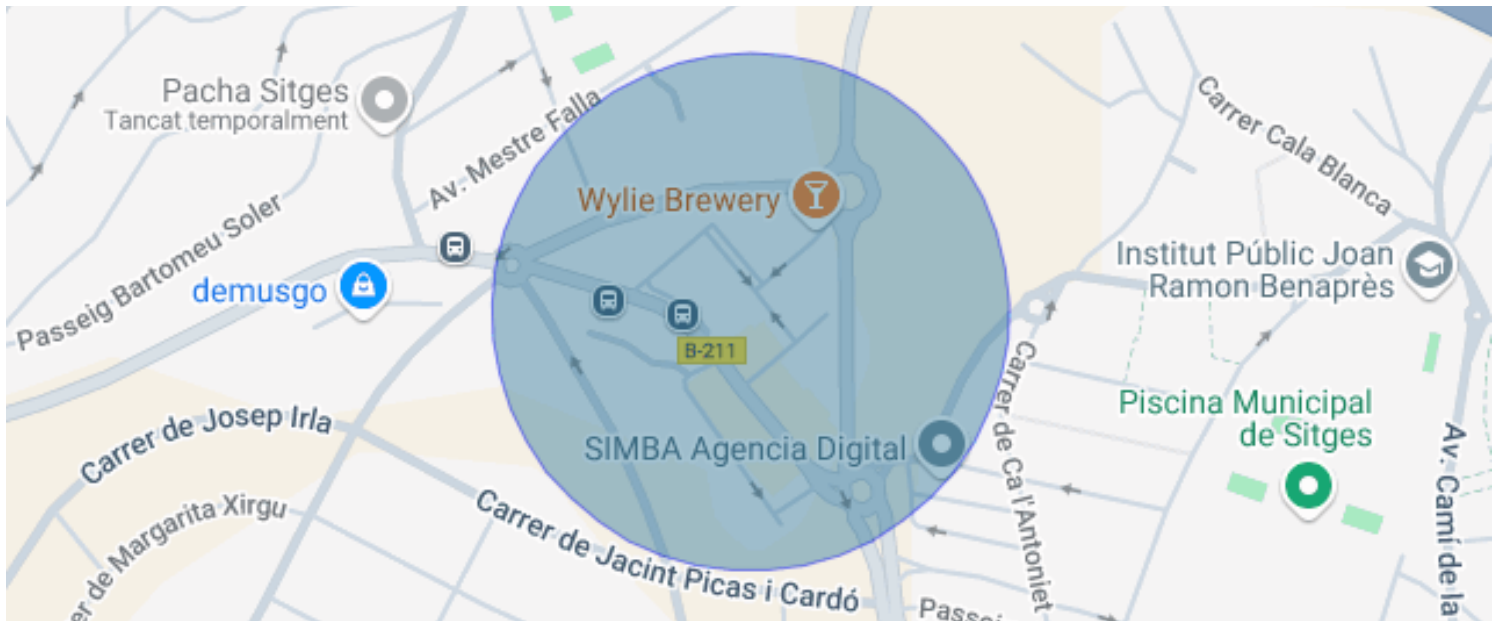 Pacha Sitges
Tancat temporalment
Av. Mestre Falla
Carrer Cala Blanca
Wylie Brewery
Passeig Bartomeu Soler
Institut Públic Joan
Ramon Benaprès
demusgo
B-211
Carrer de Ca l'Antoniet
Piscina Municipal
de Sitges
Carrer de Josep Irla
SIMBA Agencia Digital
Av. Camí de la
er de Margarita Xirgu
Carrer de Jacint Picas i Cardó
Passei